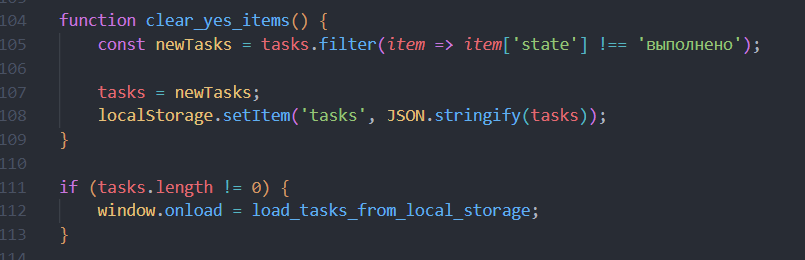 104 function clear_yes_items() {
105 const newTasks = tasks.filter(item => item['state'] !== 'выполнено');
106
107 tasks = newTasks;
108 localStorage.setItem('tasks', JSON.stringify(tasks));
109 }
110
111 if (tasks.length != 0) {
112 window.onload = load_tasks_from_local_storage;
113 }